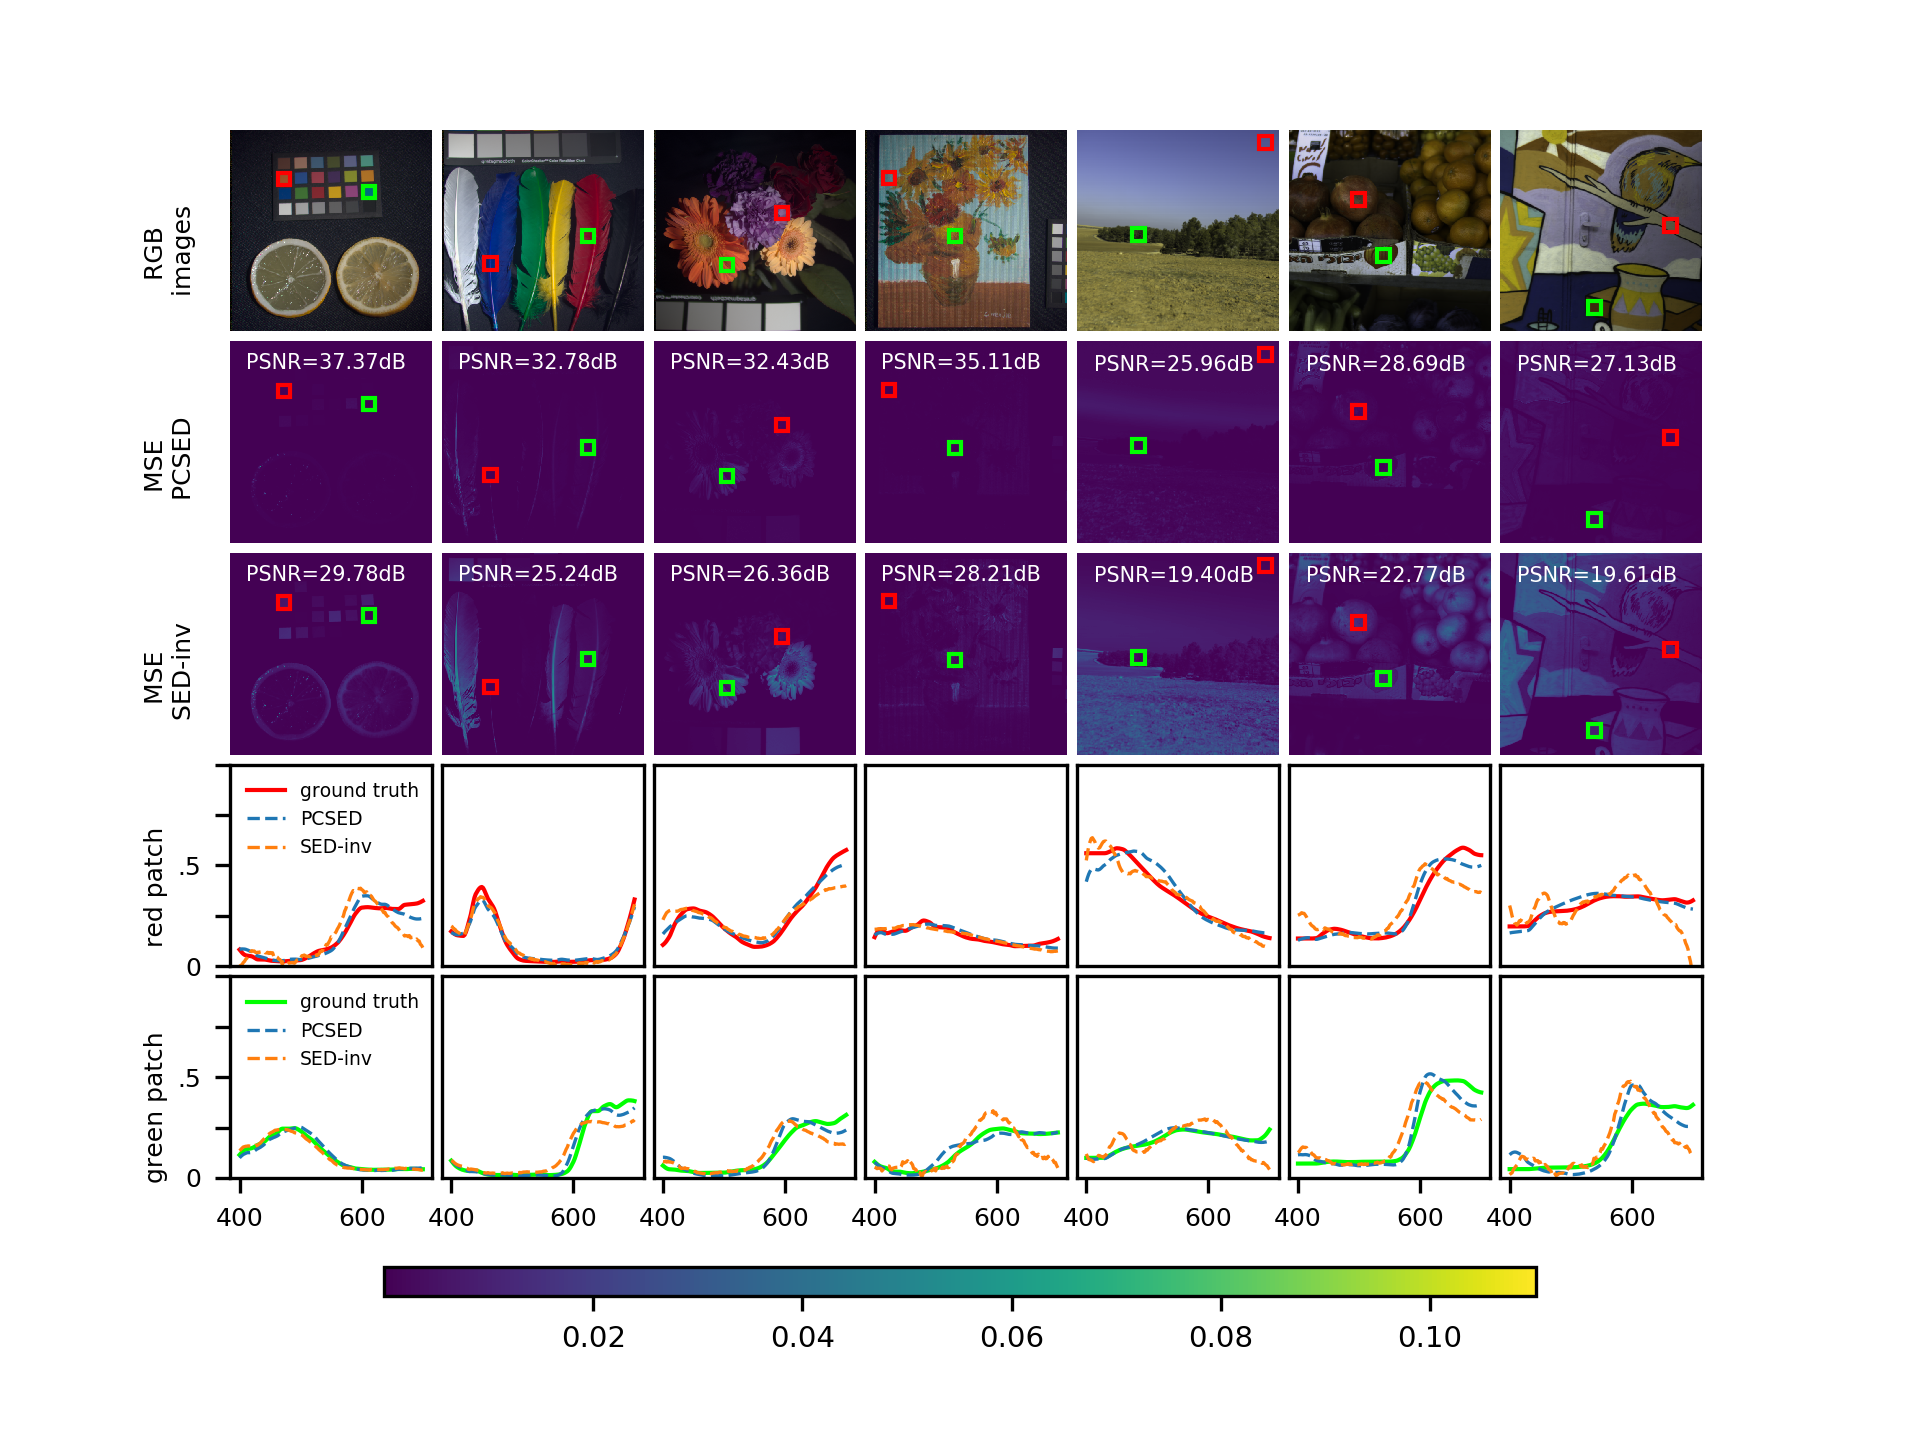 RGB
images
MSE
PCSED
PSNR=37.37dB
PSNR=32.78dB
PSNR=32.43dB
PSNR=35.11dB
PSNR=25.96dB
PSNR=28.69dB
PSNR=27.13dB
MSE
SED-inv
PSNR=29.78dB
PSNR=25.24dB
PSNR=26.36dB
PSNR=28.21dB
PSNR=19.40dB
PSNR=22.77dB
PSNR=19.61dB
red patch
.5
0
ground truth
PCSED
SED-inv
green patch
.5
0
ground truth
PCSED
SED-inv
400 600 400 600 400 600 400 600 400 600 400 600 400 600
0.02 0.04 0.06 0.08 0.10